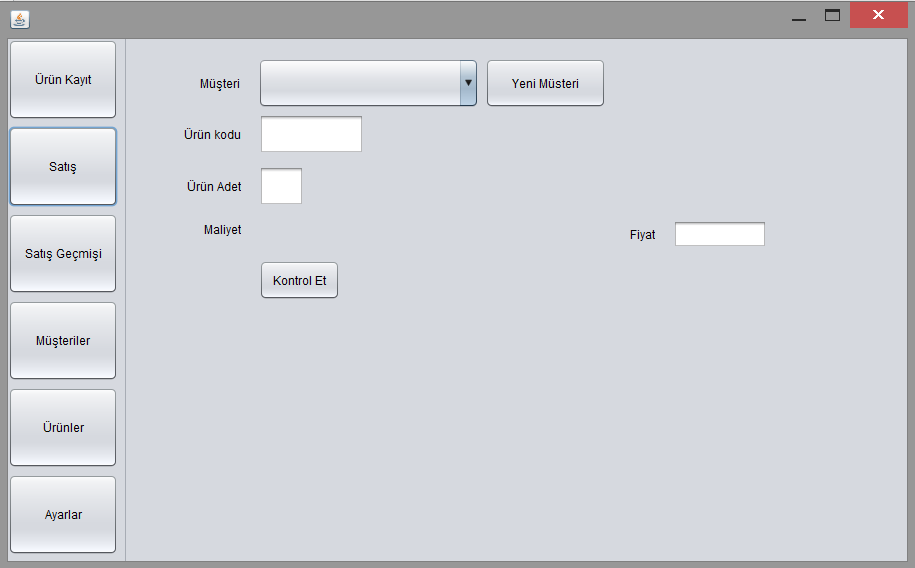 Ürün Kayıt
Satış
Satış Geçmişi
Müşteriler
Ürünler
Ayarlar
Müşteri
Yeni Müsteri
Ürün kodu
Ürün Adet
Maliyet
Fiyat
Kontrol Et